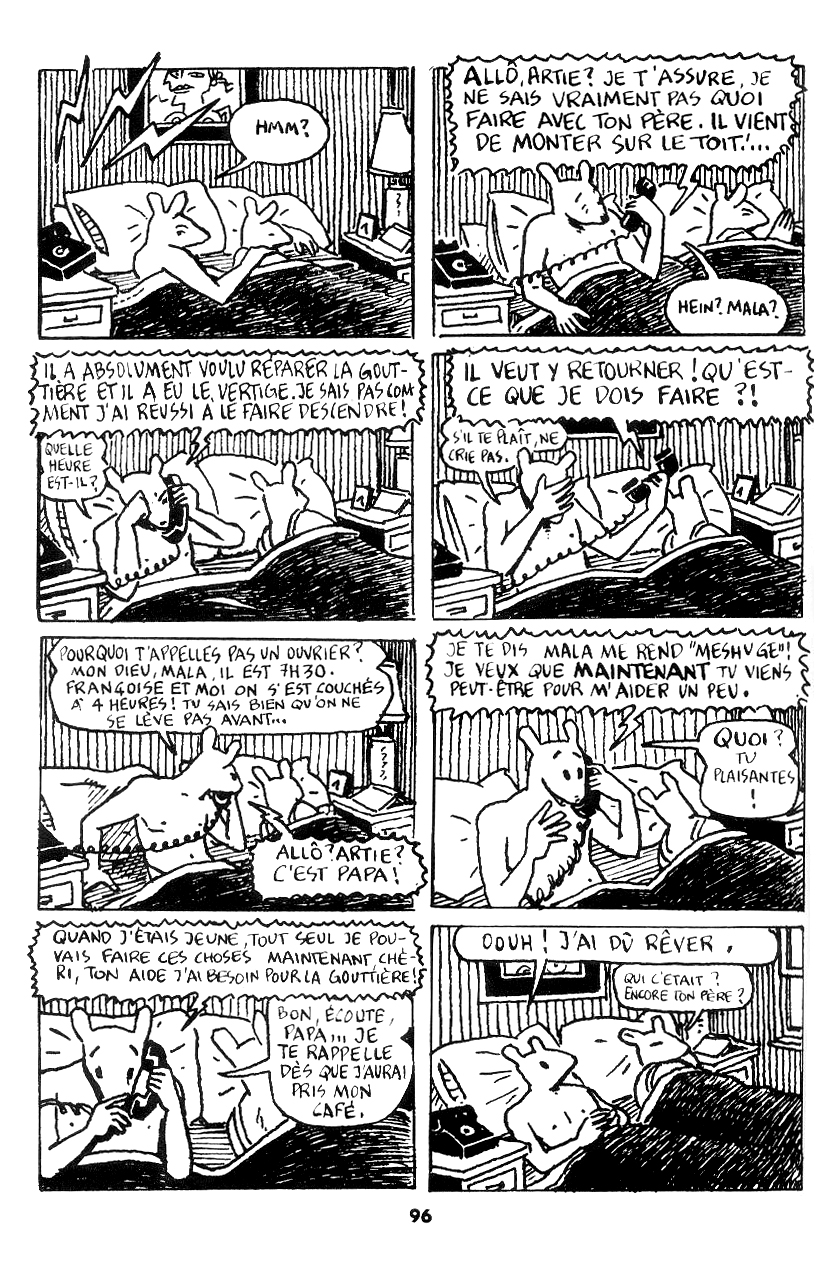 HMM?
ALLÔ, ARTIE? JE T'ASSURE, JE
NE SAIS VRAIMENT PAS QUOI
FAIRE AVEC TON PÈRE. IL VIENT
DE MONTER SUR LE TOIT!...
HEIN? MALA?
IL A ABSOLUMENT VOULU RÉPARER LA GOUT-
TIÈRE ET IL A EU LE VERTIGE. JE SAIS PAS COM
MENT J'AI REUSSI A LE FAIRE DESCENDRE!
QUELLE
HEURE
EST-IL?
IL VEUT Y RETOURNER! QU'EST-
CE QUE JE DOIS FAIRE ?!
S'IL TE PLAÎT, NE
CRIE PAS.
POURQUOI T'APPELLES PAS UN OUVRIER?
MON DIEU, MALA, IL EST 7H30.
FRANÇOISE ET MOI ON S'EST COUCHÉS
À 4 HEURES! TU SAIS BIEN QU'ON NE
SE LÈVE PAS AVANT...
ALLÔ? ARTIE?
C'EST PAPA!
JE TE DIS MALA ME REND "MESHUGE"!
JE VEUX QUE MAINTENANT TU VIENS
PEUT-ÊTRE POUR M'AIDER UN PEU.
QUOI?
TU
PLAISANTES
!
QUAND J'ÉTAIS JEUNE, TOUT SEUL JE POU-
VAIS FAIRE CES CHOSES MAINTENANT, CHÉ-
RI, TON AIDE J'AI BESOIN POUR LA GOUTTIÈRE!
BON, ÉCOUTE,
PAPA... JE
TE RAPPELLE
DÈS QUE J'AURAI
PRIS MON
CAFÉ.
OOUH! J'AI DÛ RÊVER.
QUI C'ÉTAIT?
ENCORE TON PÈRE?
96